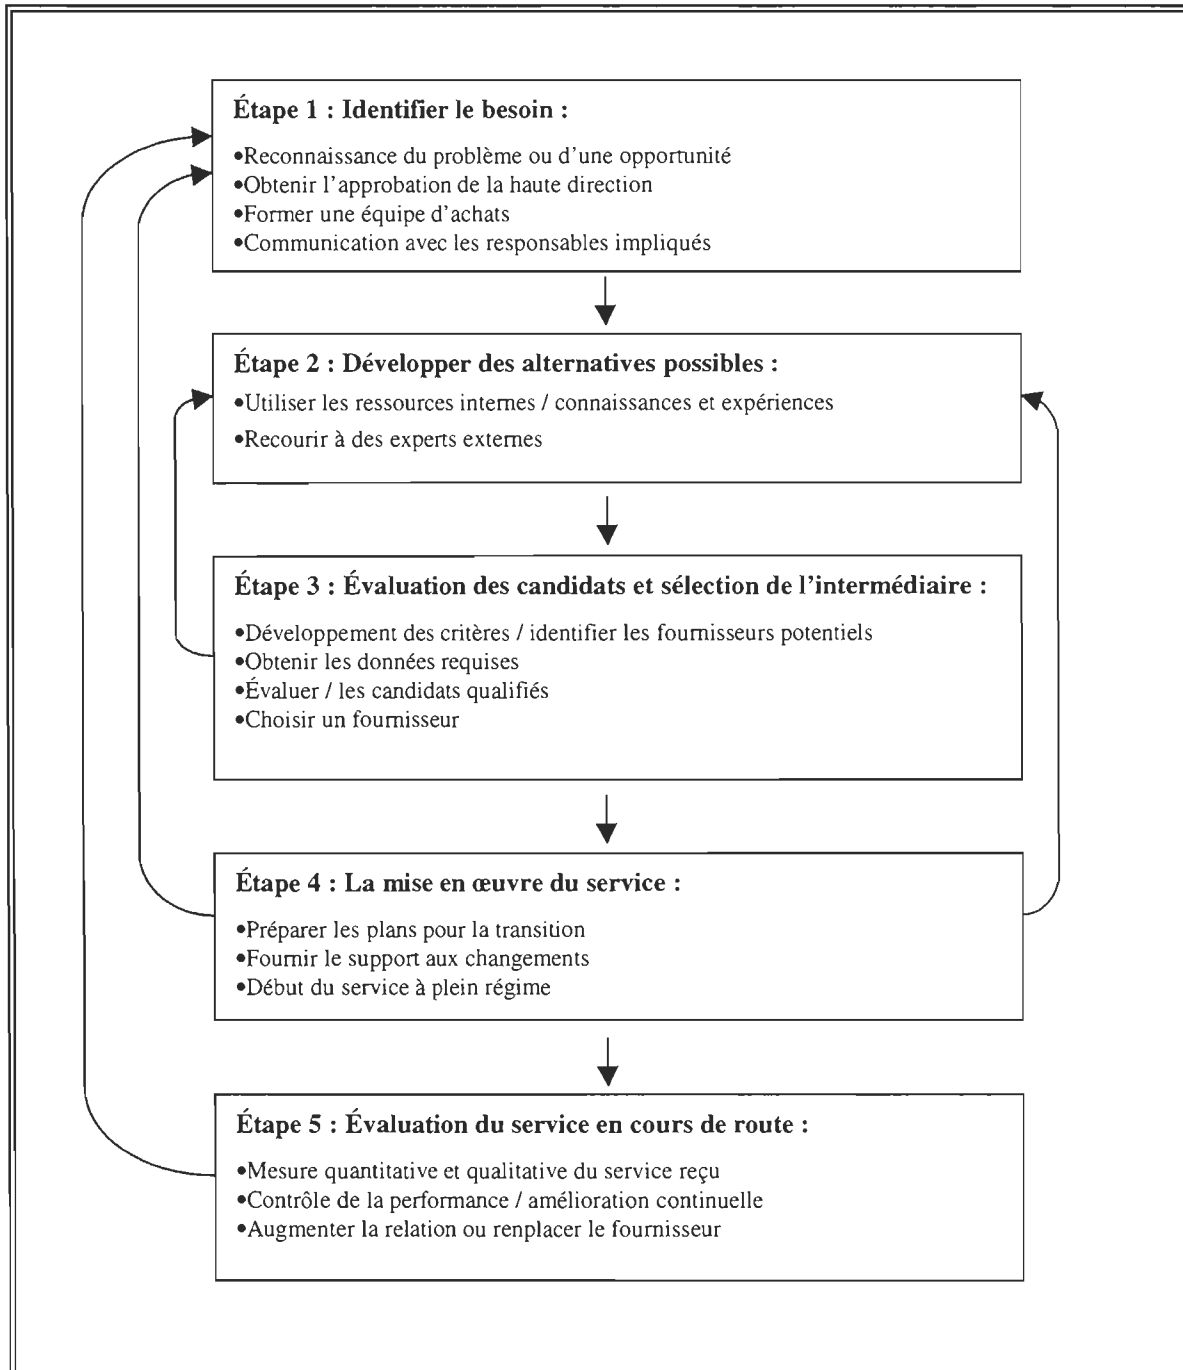 Étape 1 : Identifier le besoin :
•Reconnaissance du problème ou d'une opportunité
•Obtenir l'approbation de la haute direction
•Former une équipe d'achats
•Communication avec les responsables impliqués
Étape 2 : Développer des alternatives possibles :
•Utiliser les ressources internes / connaissances et expériences
•Recourir à des experts externes
Étape 3 : Évaluation des candidats et sélection de l'intermédiaire :
•Développement des critères / identifier les fournisseurs potentiels
•Obtenir les données requises
•Évaluer / les candidats qualifiés
•Choisir un fournisseur
Étape 4 : La mise en œuvre du service :
•Préparer les plans pour la transition
•Fournir le support aux changements
•Début du service à plein régime
Étape 5 : Évaluation du service en cours de route :
•Mesure quantitative et qualitative du service reçu
•Contrôle de la performance / amélioration continuelle
•Augmenter la relation ou renplacer le fournisseur